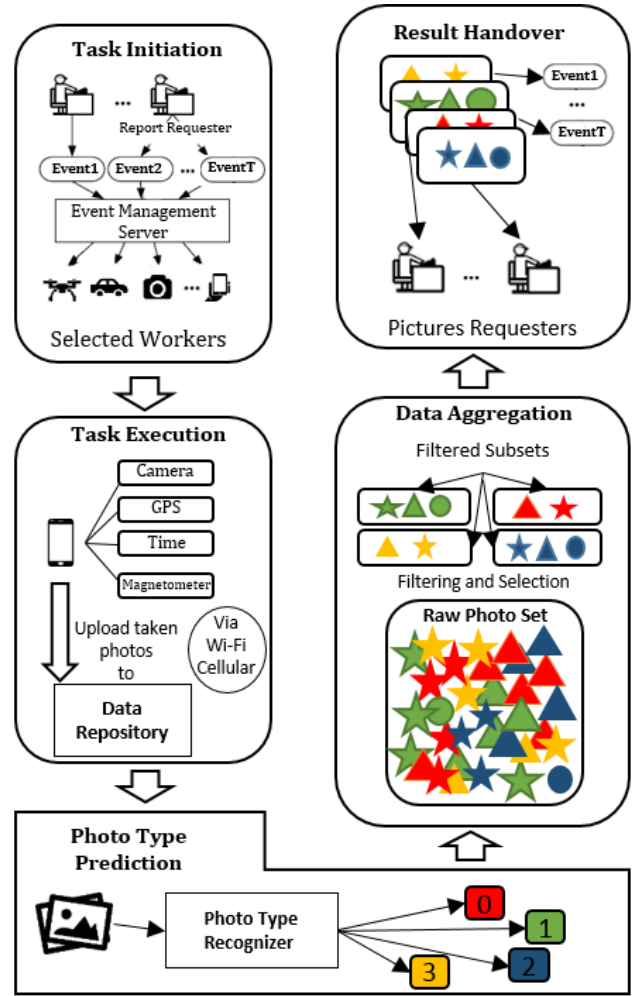 Task Initiation
...
Report Requester
Event1
Event2
...
EventT
Event Management
Server
...
Selected Workers
Task Execution
Camera
GPS
Time
Magnetometer
Upload taken
photos
to
Via
Wi-Fi
Cellular
Data
Repository
Photo Type
Prediction
Photo Type
Recognizer
0
1
2
3
Data Aggregation
Filtered Subsets
Filtering and Selection
Raw Photo Set
Result Handover
Event1
...
EventT
...
Pictures Requesters